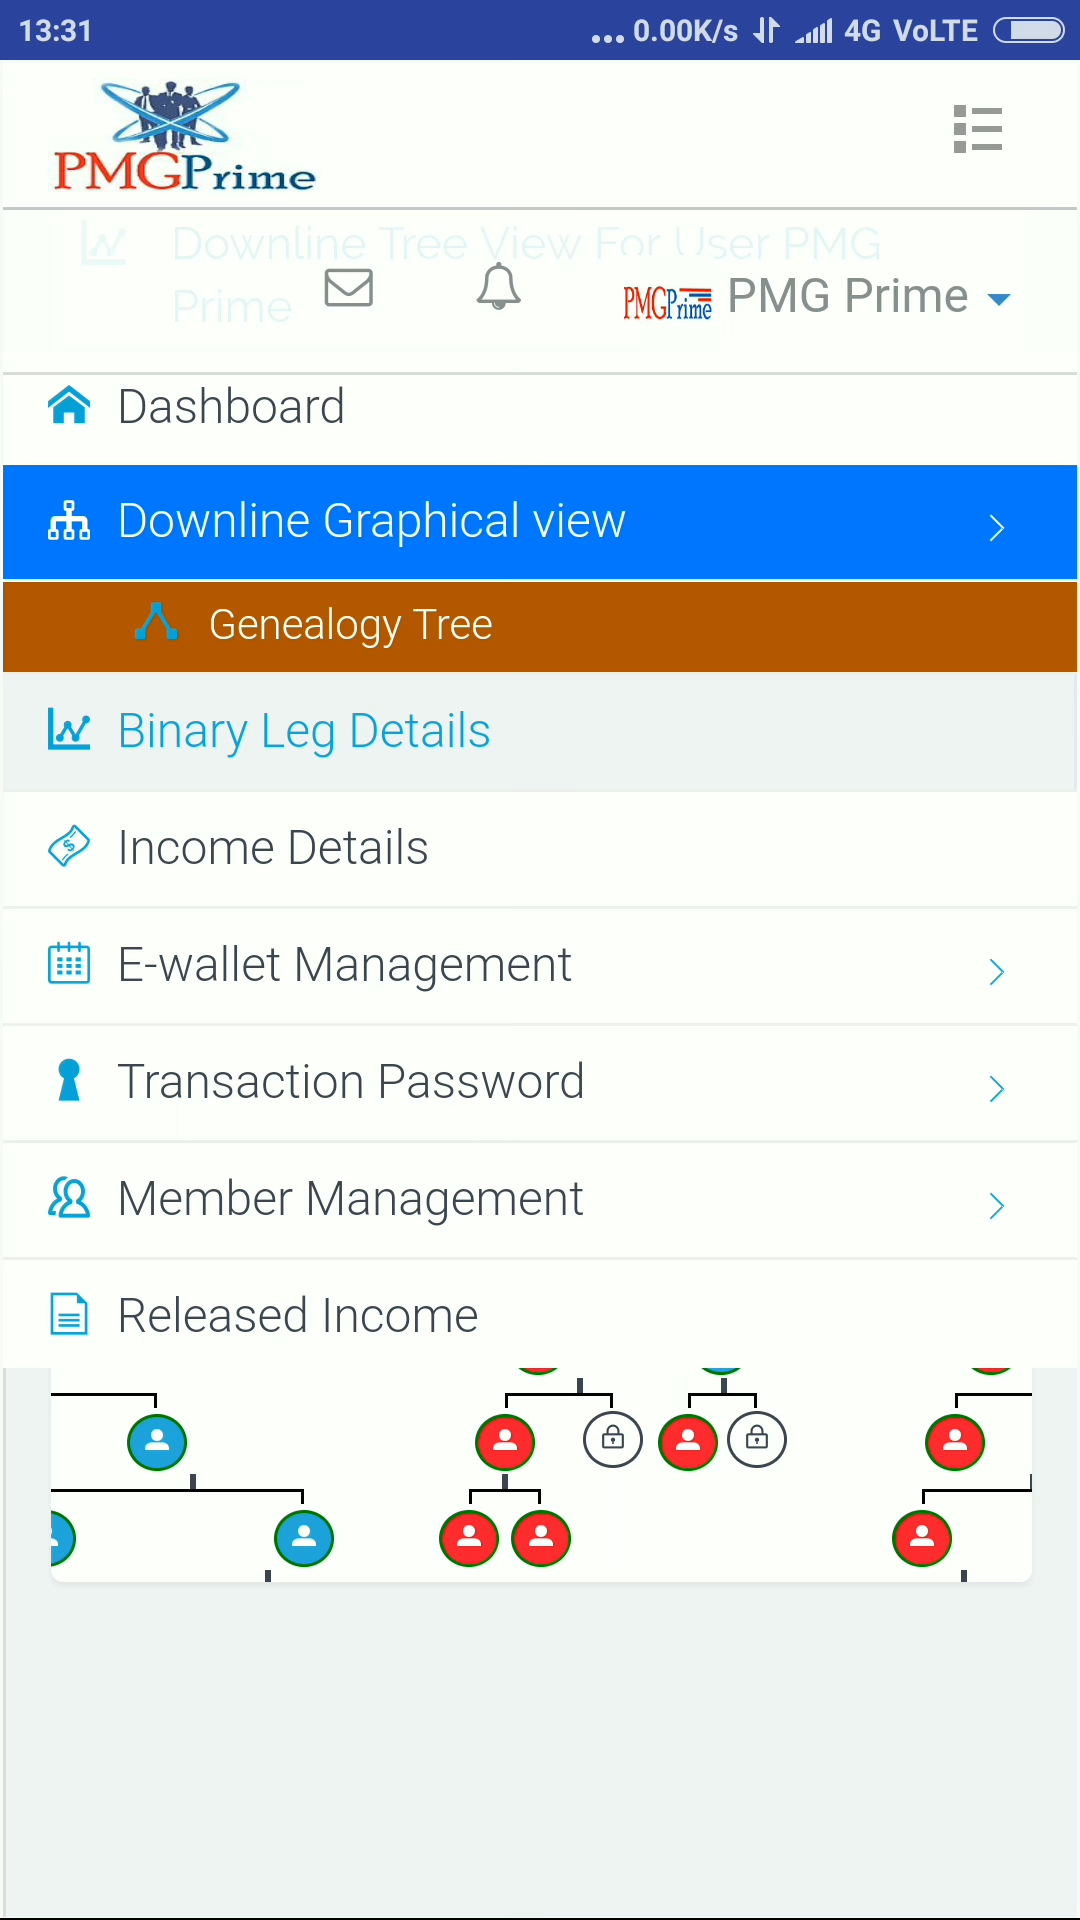 13:31
... 0.00K/s 4G VoLTE
PMGPrime
Downline Tree View For User PMG
Prime
PMGPrime PMG Prime
Dashboard
Downline Graphical view
Genealogy Tree
Binary Leg Details
Income Details
E-wallet Management
Transaction Password
Member Management
Released Income